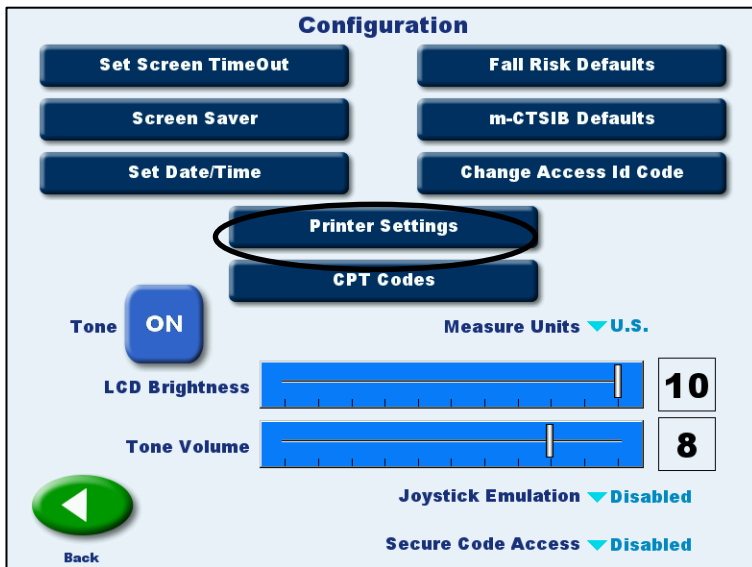 Configuration
Set Screen TimeOut
Fall Risk Defaults
Screen Saver
m-CTSIB Defaults
Set Date/Time
Change Access Id Code
Printer Settings
CPT Codes
Tone ON
Measure Units U.S.
LCD Brightness 10
Tone Volume 8
Joystick Emulation Disabled
Back
Secure Code Access Disabled